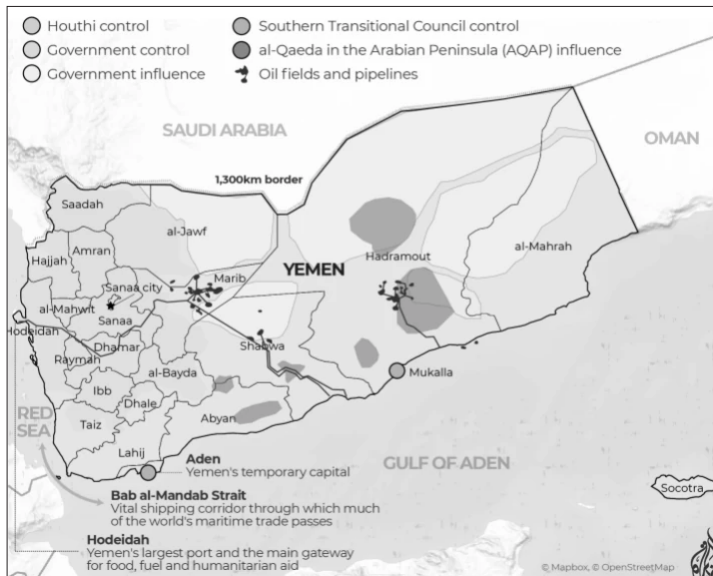 Houthi control
Government control
Government influence
Southern Transitional Council control
al-Qaeda in the Arabian Peninsula (AQAP) influence
Oil fields and pipelines
SAUDI ARABIA
OMAN
1,300km border
Saadah
al-Jawf
Amran
Hajjah
Hadramout
al-Mahrah
YEMEN
Marib
Sanaa city
al-Mahwit
Sanaa
Hodeidah
Dhamar
Shabwa
Raymah
al-Bayda
Mukalla
Ibb
Dhale
RED
SEA
Taiz
Abyan
Lahij
Aden
Yemen's temporary capital
GULF OF ADEN
Socotra
Bab al-Mandab Strait
Vital shipping corridor through which much
of the world's maritime trade passes
Hodeidah
Yemen's largest port and the main gateway
for food, fuel and humanitarian aid
© Mapbox, © OpenStreetMap